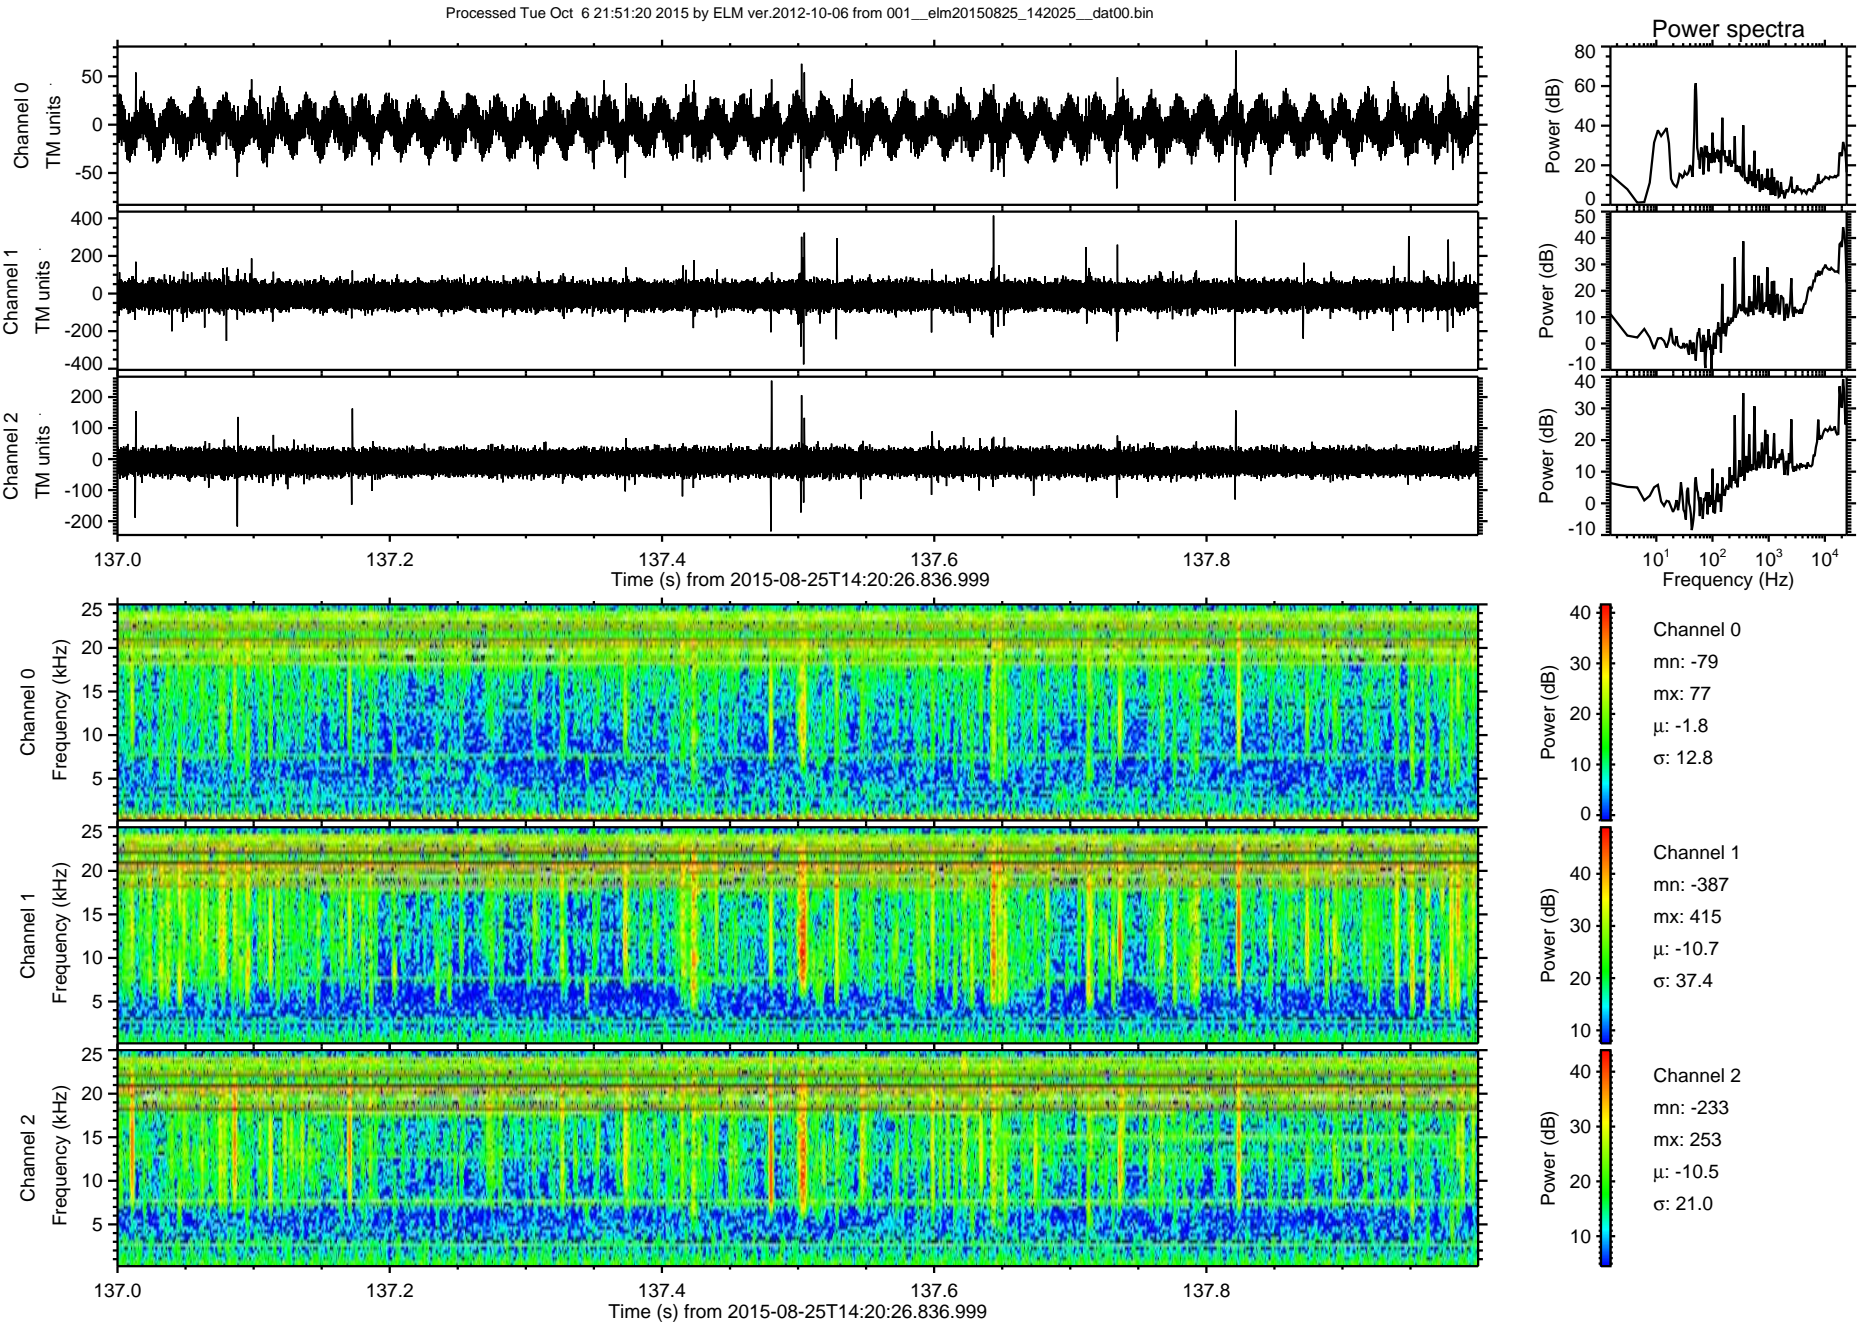 Processed Tue Oct  6 21:51:20 2015 by ELM ver.2012-10-06 from 001__elm20150825_142025__dat00.bin
Power spectra
Channel 0
TM units
50
0
-50
Power (dB)
80
60
40
20
0
Channel 1
TM units
400
200
0
-200
-400
Power (dB)
50
40
30
20
10
0
-10
Channel 2
TM units
200
100
0
-100
-200
Power (dB)
40
30
20
10
0
-10
137.0 137.2 137.4 137.6 137.8
Time (s) from 2015-08-25T14:20:26.836.999
10¹ 10² 10³ 10⁴
Frequency (Hz)
Channel 0
Frequency (kHz)
25
20
15
10
5
Power (dB)
40
30
20
10
0
Channel 0
mn: -79
mx: 77
μ: -1.8
σ: 12.8
Channel 1
Frequency (kHz)
25
20
15
10
5
Power (dB)
40
30
20
10
Channel 1
mn: -387
mx: 415
μ: -10.7
σ: 37.4
Channel 2
Frequency (kHz)
25
20
15
10
5
Power (dB)
40
30
20
10
Channel 2
mn: -233
mx: 253
μ: -10.5
σ: 21.0
137.0 137.2 137.4 137.6 137.8
Time (s) from 2015-08-25T14:20:26.836.999